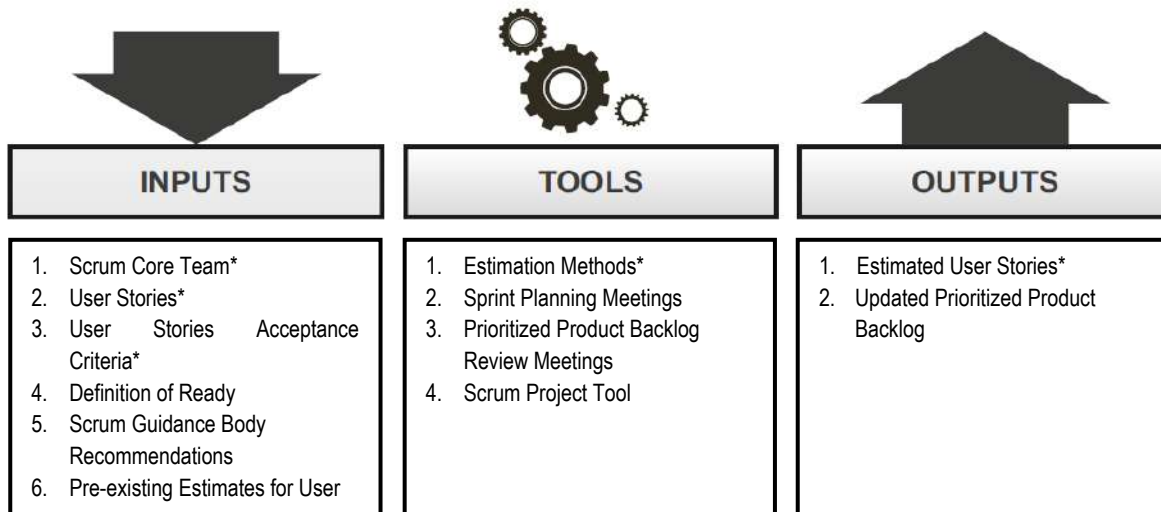 INPUTS
1. Scrum Core Team*
2. User Stories*
3. User Stories Acceptance
Criteria*
4. Definition of Ready
5. Scrum Guidance Body
Recommendations
6. Pre-existing Estimates for User
TOOLS
1. Estimation Methods*
2. Sprint Planning Meetings
3. Prioritized Product Backlog
Review Meetings
4. Scrum Project Tool
OUTPUTS
1. Estimated User Stories*
2. Updated Prioritized Product
Backlog